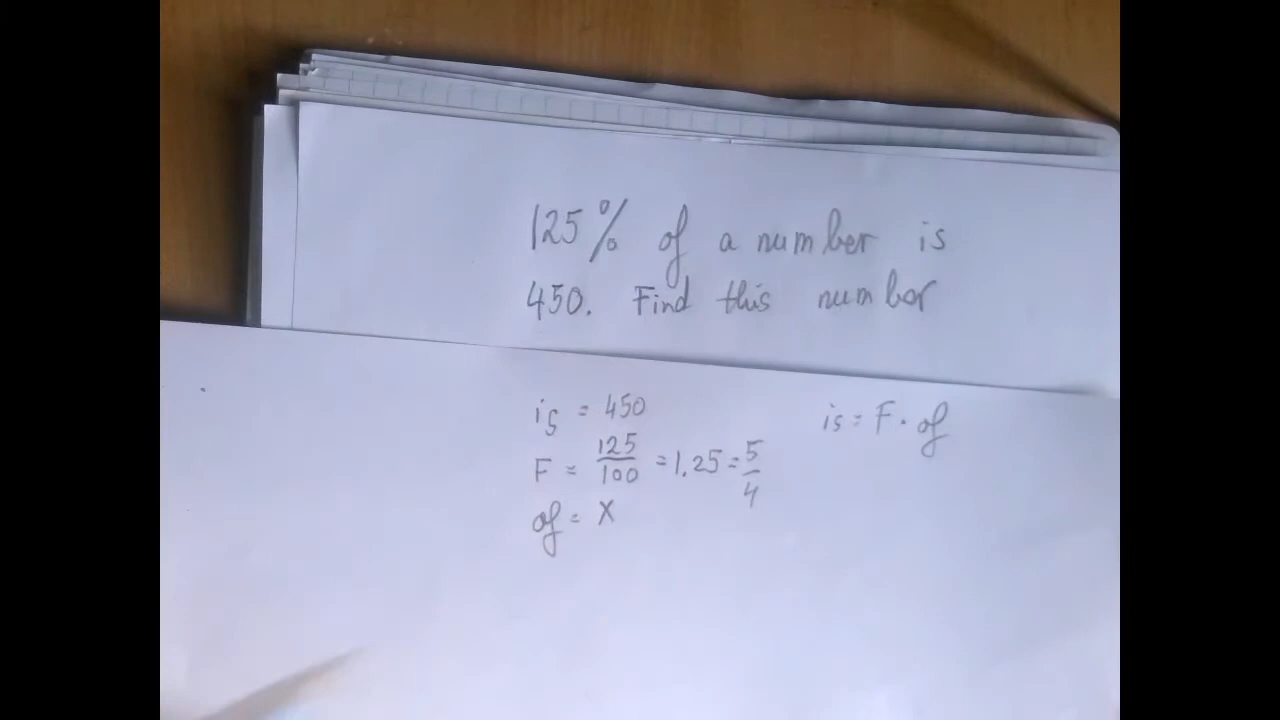 125% of a number is
450. Find this number
is = 450
is = F · of
F = 125/100 = 1.25 = 5/4
of = x